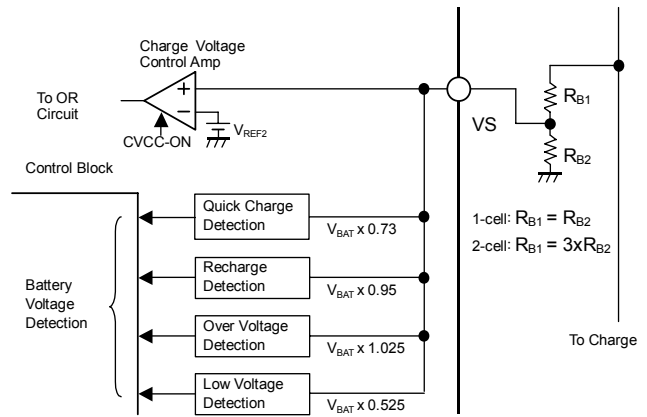 Charge Voltage
Control Amp
+
−
To OR
Circuit
CVCC-ON
VREF2
VS
RB1
RB2
Control Block
Quick Charge
Detection
VBAT x 0.73
1-cell: RB1 = RB2
2-cell: RB1 = 3xRB2
Recharge
Detection
VBAT x 0.95
Battery
Voltage
Detection
Over Voltage
Detection
VBAT x 1.025
To Charge
Low Voltage
Detection
VBAT x 0.525